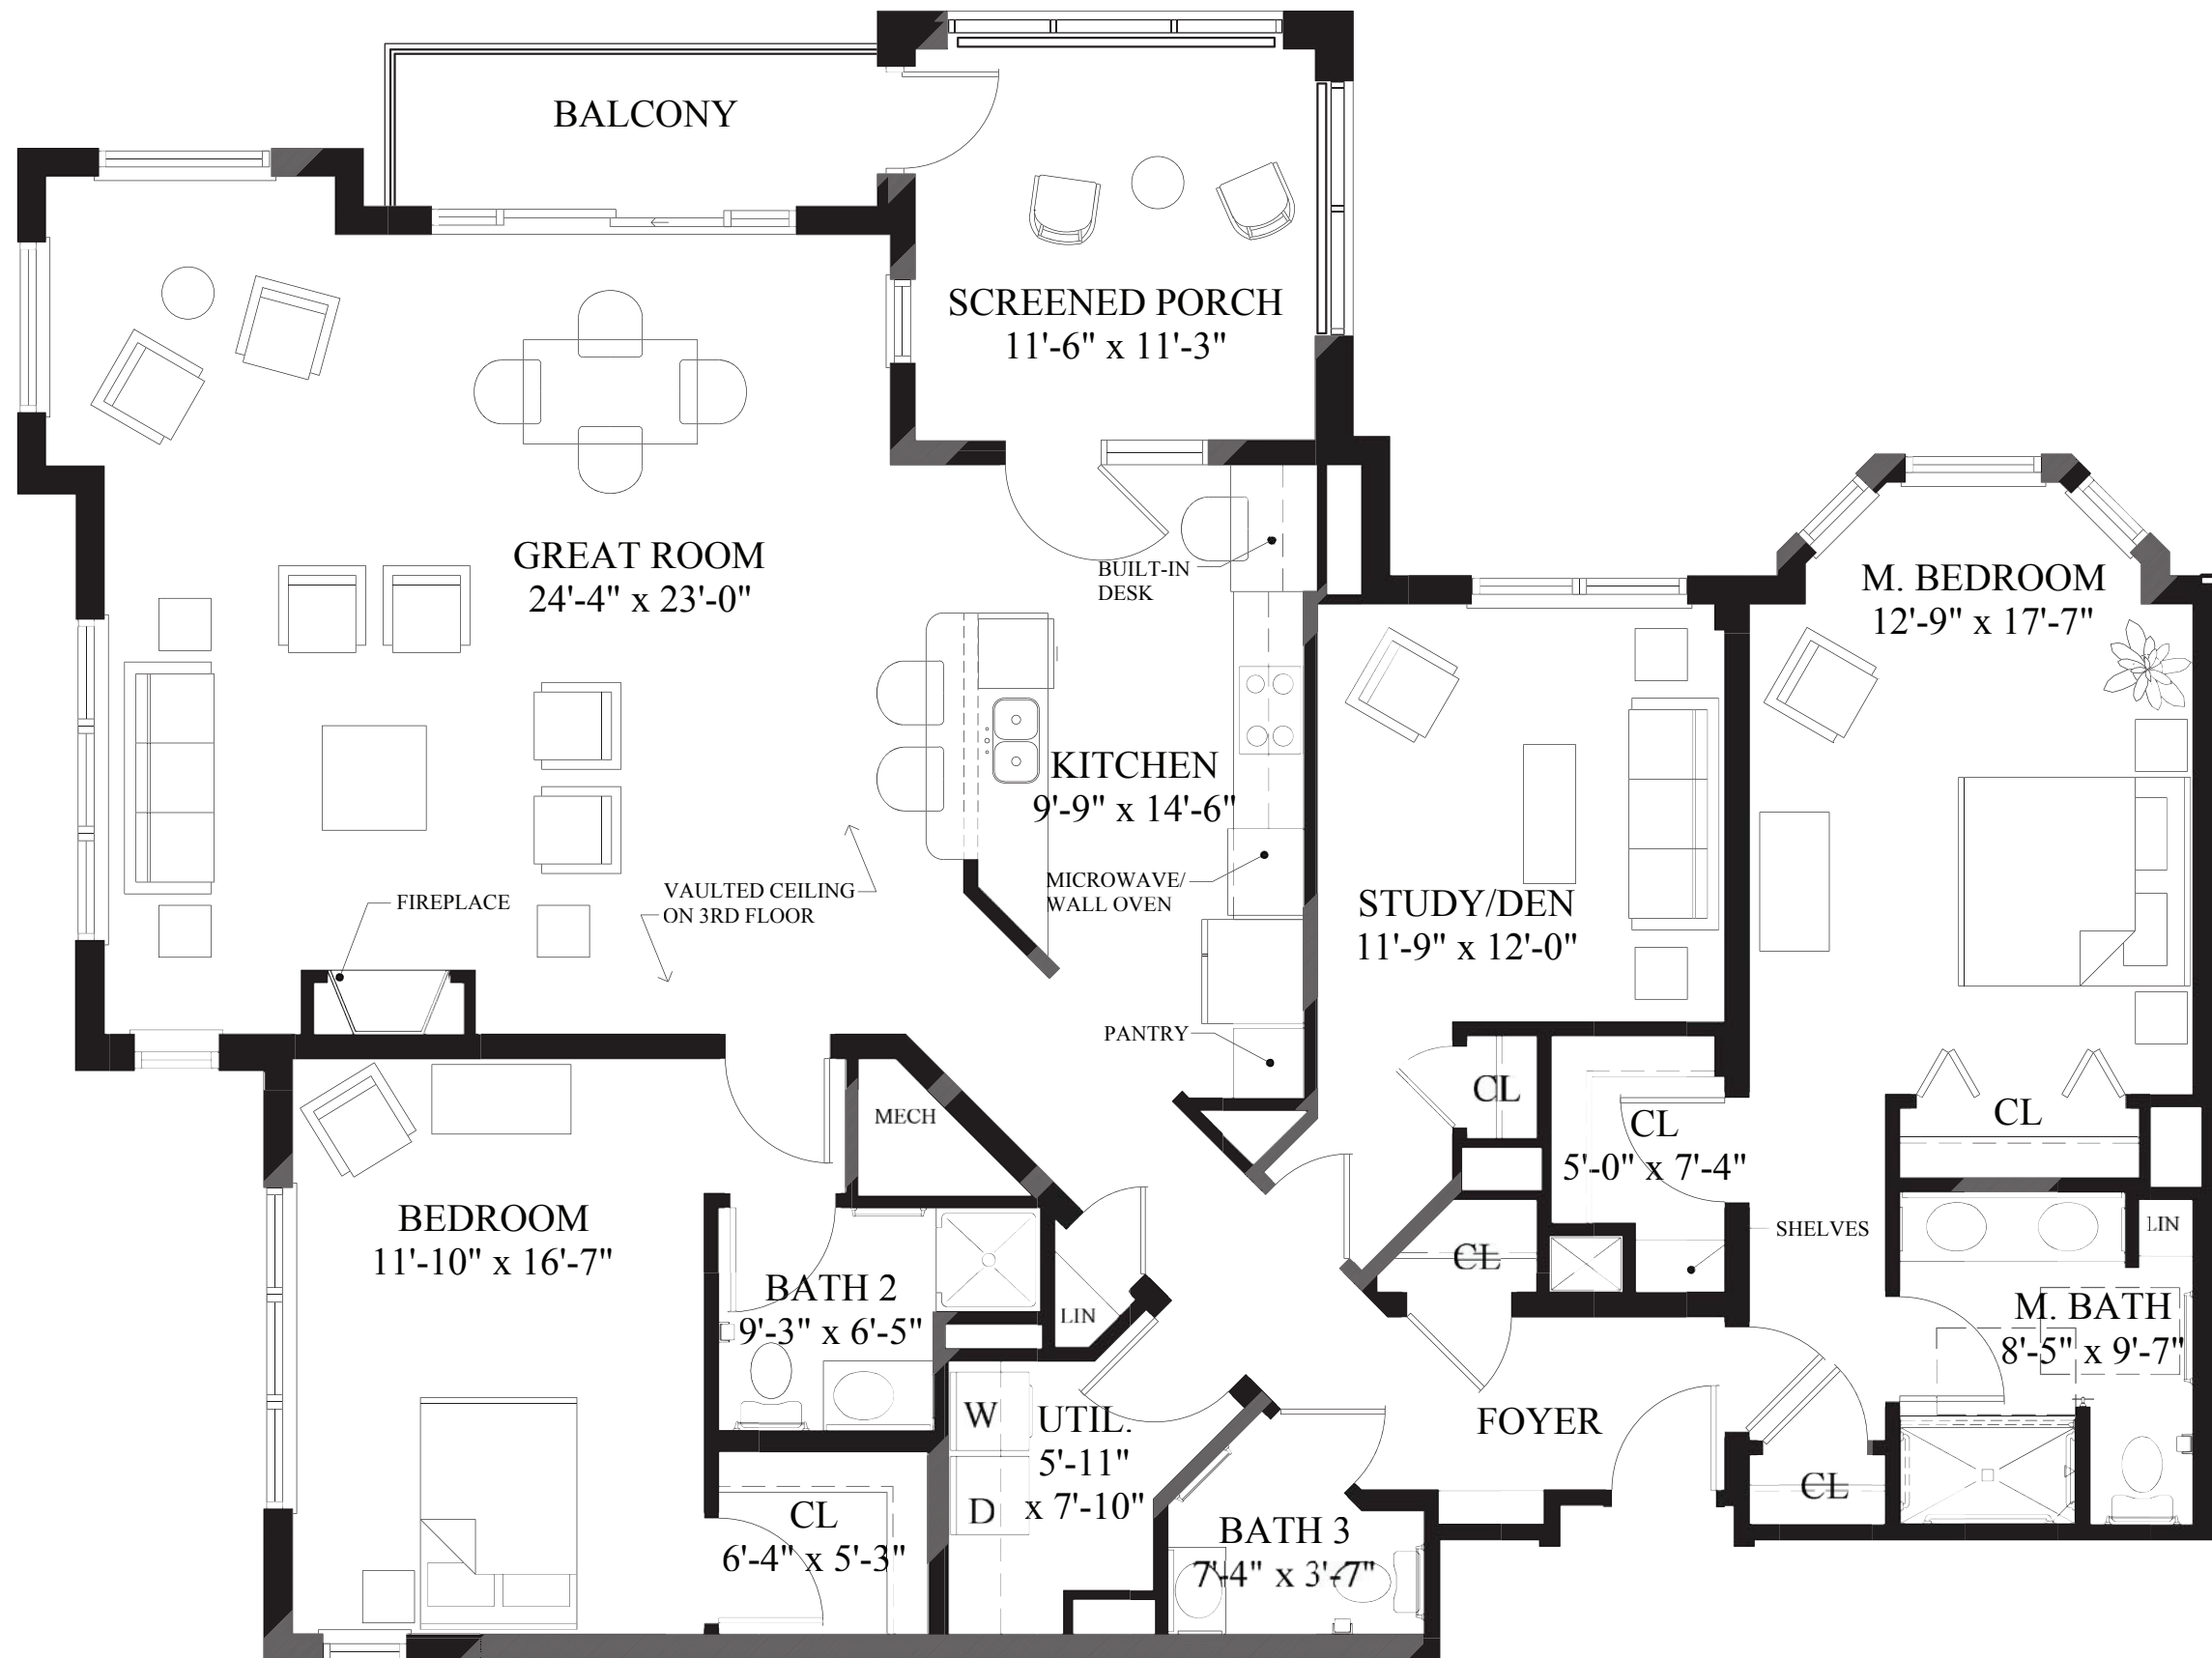 BALCONY
SCREENED PORCH
11'-6" x 11'-3"
GREAT ROOM
24'-4" x 23'-0"
BUILT-IN
DESK
M. BEDROOM
12'-9" x 17'-7"
KITCHEN
9'-9" x 14'-6"
MICROWAVE/
WALL OVEN
VAULTED CEILING
ON 3RD FLOOR
FIREPLACE
STUDY/DEN
11'-9" x 12'-0"
PANTRY
CL
CL
5'-0" x 7'-4"
CL
MECH
BEDROOM
11'-10" x 16'-7"
SHELVES
LIN
CL
BATH 2
9'-3" x 6'-5"
LIN
M. BATH
8'-5" x 9'-7"
W
UTIL.
5'-11"
x 7'-10"
D
FOYER
CL
CL
6'-4" x 5'-3"
BATH 3
7'-4" x 3'-7"